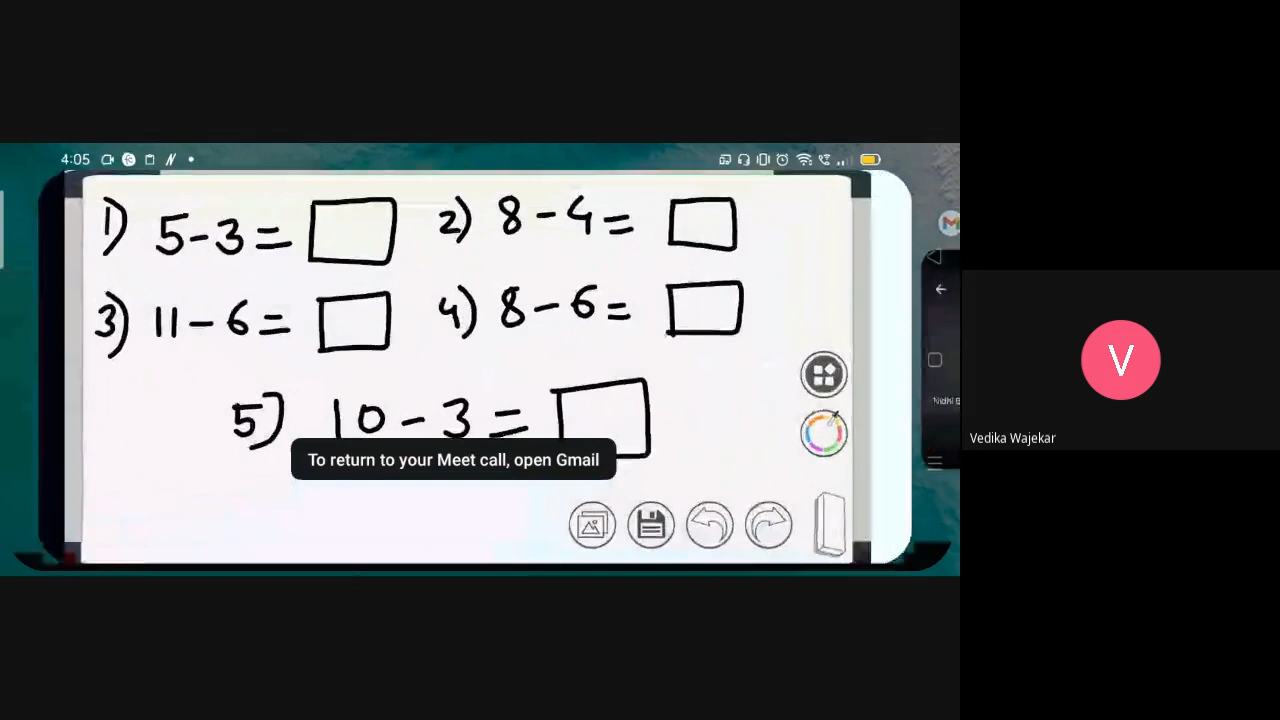 4:05
1) 5-3= 2) 8-4=
3) 11-6= 4) 8-6=
5) 10-3=
To return to your Meet call, open Gmail
V
Vedika Wajekar